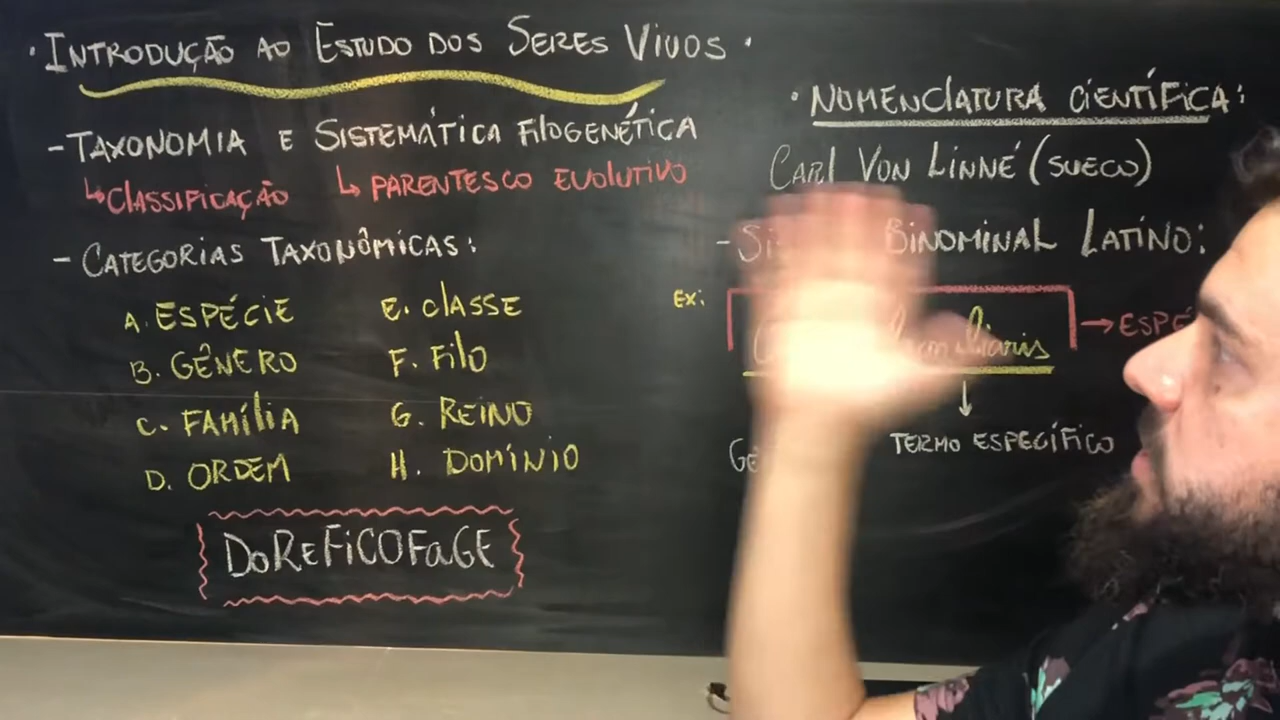 · INTRODUÇÃO AO ESTUDO DOS SERES VIVOS ·
- TAXONOMIA E SISTEMÁTICA FILOGENÉTICA
↳ CLASSIFICAÇÃO ↳ PARENTESCO EVOLUTIVO
- CATEGORIAS TAXONÔMICAS:
A. ESPÉCIE
B. GÊNERO
C. FAMÍLIA
D. ORDEM
E. CLASSE
F. FILO
G. REINO
H. DOMÍNIO
DoReFiCOFaGE
· NOMENCLATURA CIENTÍFICA:
CARL VON LINNÉ (SUECO)
- BINOMINAL LATINO:
EX:
→ ESPÉ
↓
TERMO ESPECÍFICO